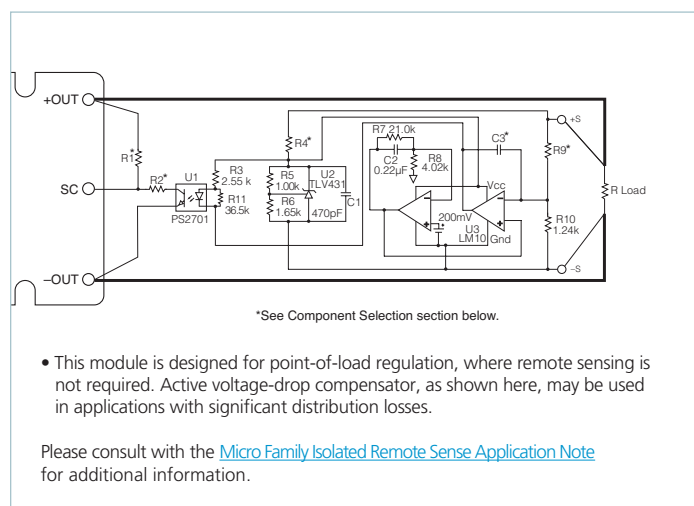 +OUT
SC
–OUT
R1*
R2*
U1
PS2701
R3
2.55 k
R11
36.5k
R4*
R5
1.00k
R6
1.65k
U2
TLV431
C1
470pF
R7 21.0k
C2
0.22µF
R8
4.02k
200mV
C3*
Vcc
U3
LM10
Gnd
R9*
R10
1.24k
+S
–S
R Load
*See Component Selection section below.
• This module is designed for point-of-load regulation, where remote sensing is
not required. Active voltage-drop compensator, as shown here, may be used
in applications with significant distribution losses.
Please consult with the Micro Family Isolated Remote Sense Application Note
for additional information.